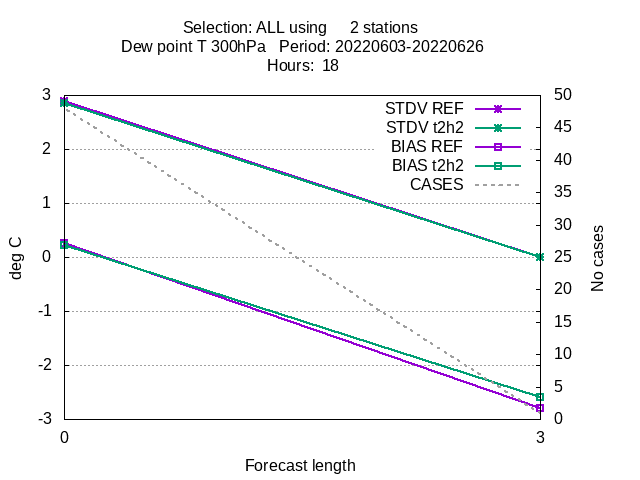 Selection: ALL using 2 stations
Dew point T 300hPa Period: 20220603-20220626
Hours: 18
STDV REF
STDV t2h2
BIAS REF
BIAS t2h2
CASES
3
2
1
0
-1
-2
-3
deg C
50
45
40
35
30
25
20
15
10
5
0
No cases
0
3
Forecast length